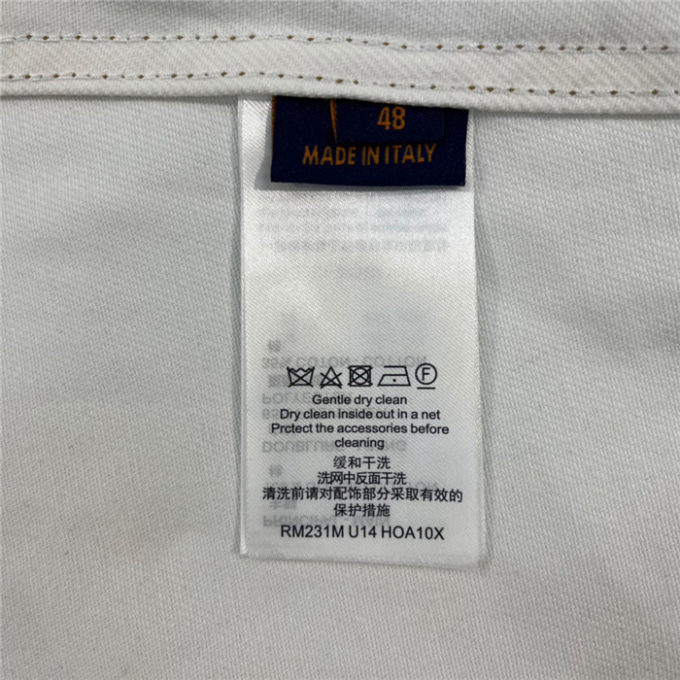 48
MADE IN ITALY
Gentle dry clean
Dry clean inside out in a net
Prctect the accessories before
cleaning
缓和干洗
洗网中反面干洗
清洗前请对配饰部分采取有效的
保护措施
RM231M U14 HOA10X